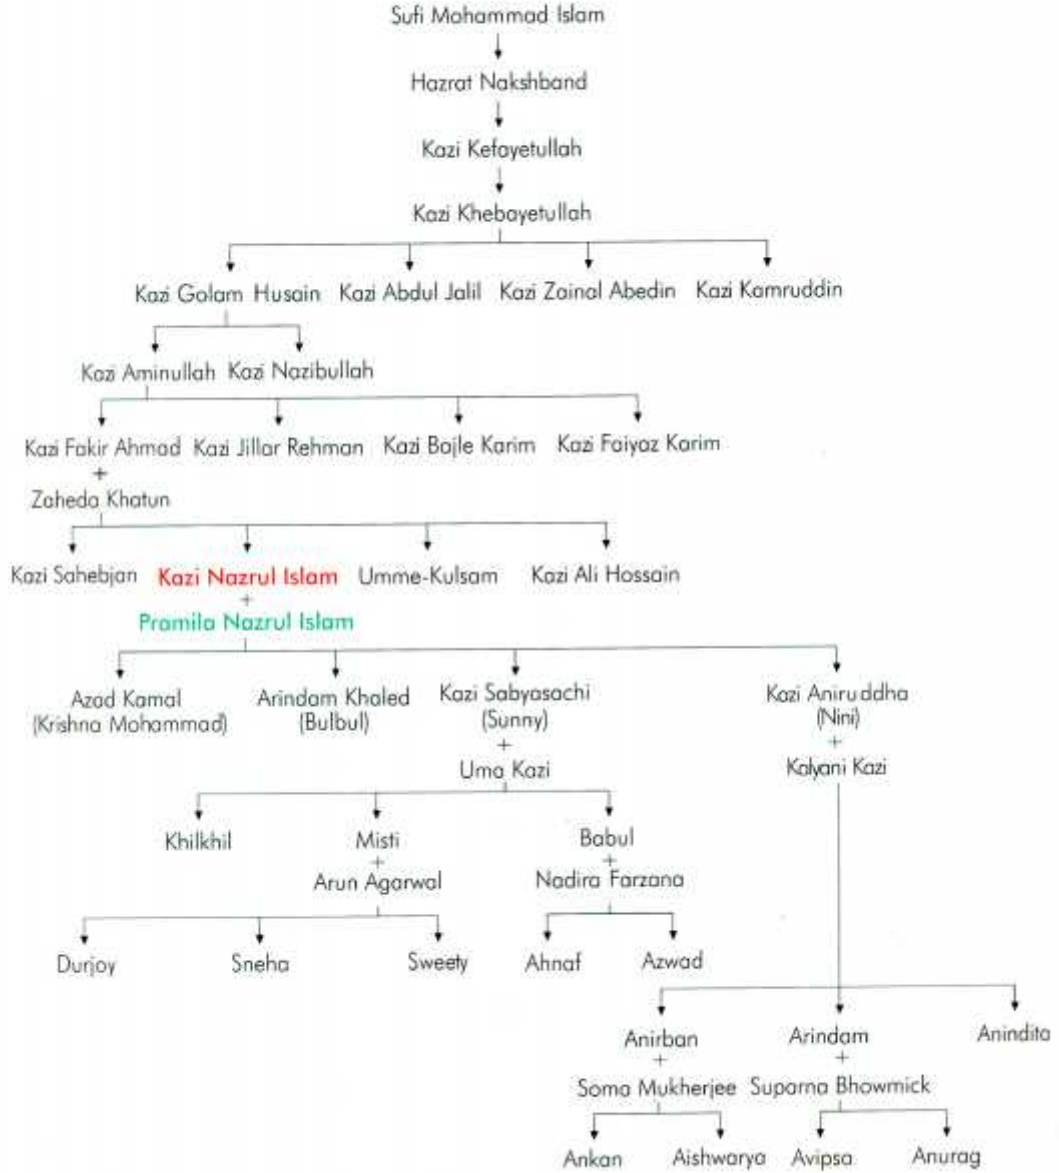 Sufi Mohammad Islam
Hazrat Nakshband
Kazi Kefayetullah
Kazi Khebayetullah
Kazi Golam Husain Kazi Abdul Jalil Kazi Zainal Abedin Kazi Kamruddin
Kazi Aminullah Kazi Nazibullah
Kazi Fakir Ahmad Kazi Jillar Rehman Kazi Bajle Karim Kazi Faiyaz Karim
+
Zaheda Khatun
Kazi Sahebjan Kazi Nazrul Islam Umme-Kulsam Kazi Ali Hossain
+
Pramila Nazrul Islam
Azad Kamal Arindam Khaled Kazi Sabyasachi Kazi Aniruddha
(Krishna Mohammad) (Bulbul) (Sunny) (Nini)
+ +
Uma Kazi Kalyani Kazi
Khilkhil Misti Babul
+ +
Arun Agarwal Nadira Farzana
Durjoy Sneha Sweety Ahnaf Azwad
Anirban Arindam Anindita
+ +
Soma Mukherjee Suparna Bhowmick
Ankan Aishwarya Avipsa Anurag